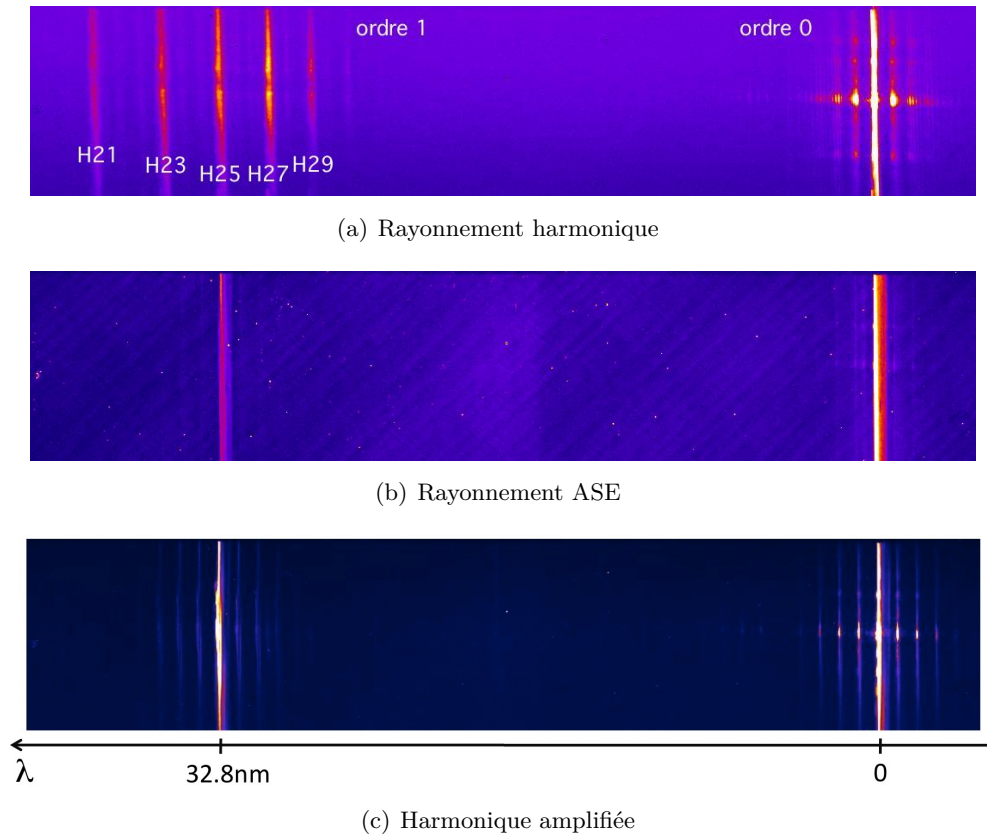 ordre 1
ordre 0
H21
H23
H25
H27
H29
(a) Rayonnement harmonique
(b) Rayonnement ASE
λ
32.8nm
0
(c) Harmonique amplifiée